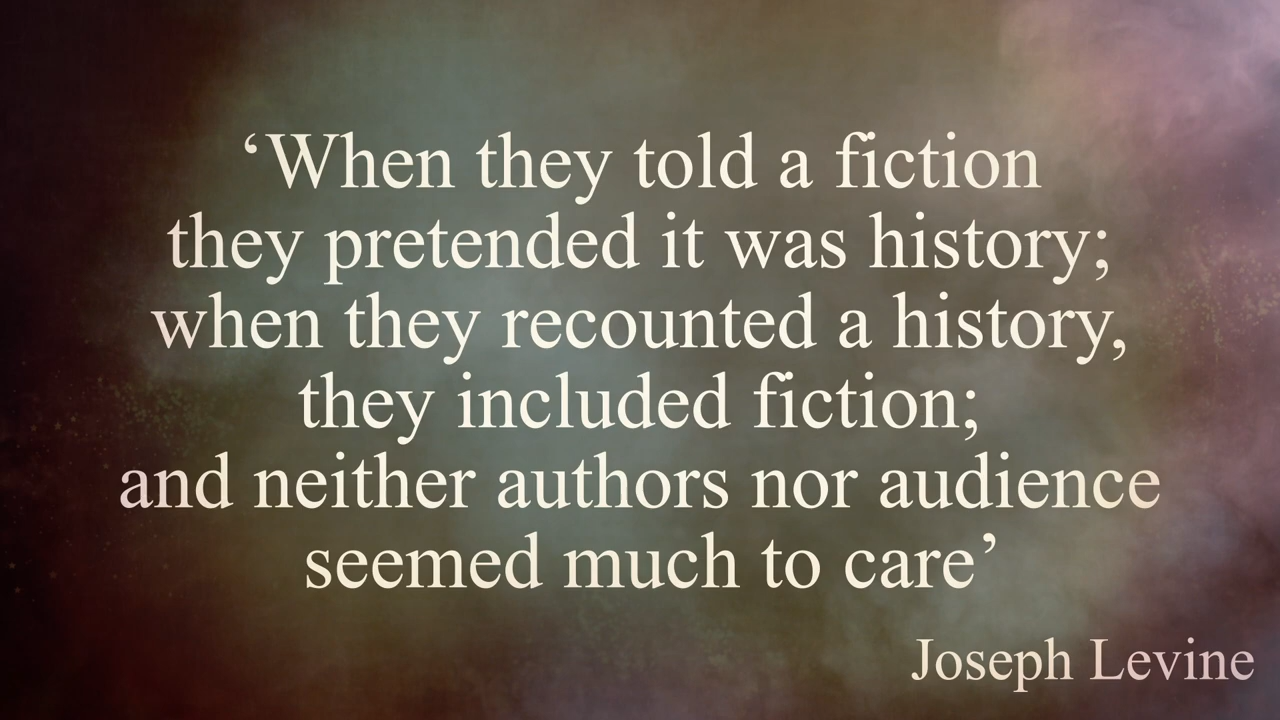 ‘When they told a fiction
they pretended it was history;
when they recounted a history,
they included fiction;
and neither authors nor audience
seemed much to care’
Joseph Levine